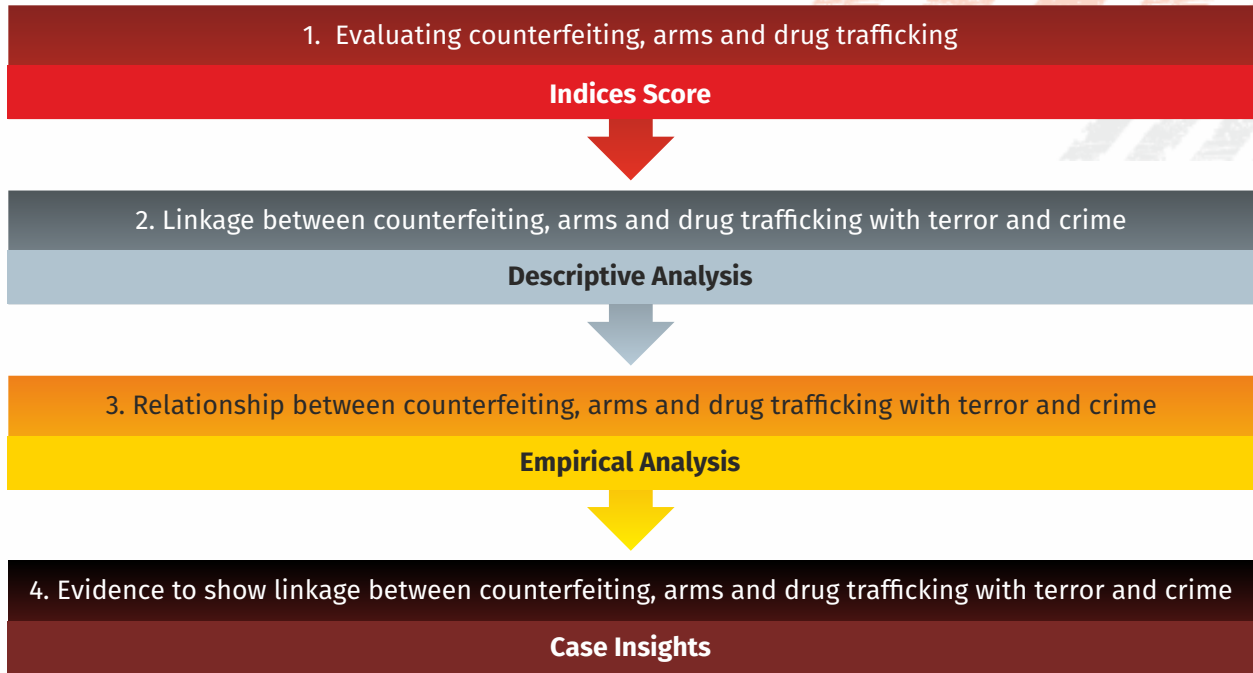 1. Evaluating counterfeiting, arms and drug trafficking
Indices Score
2. Linkage between counterfeiting, arms and drug trafficking with terror and crime
Descriptive Analysis
3. Relationship between counterfeiting, arms and drug trafficking with terror and crime
Empirical Analysis
4. Evidence to show linkage between counterfeiting, arms and drug trafficking with terror and crime
Case Insights